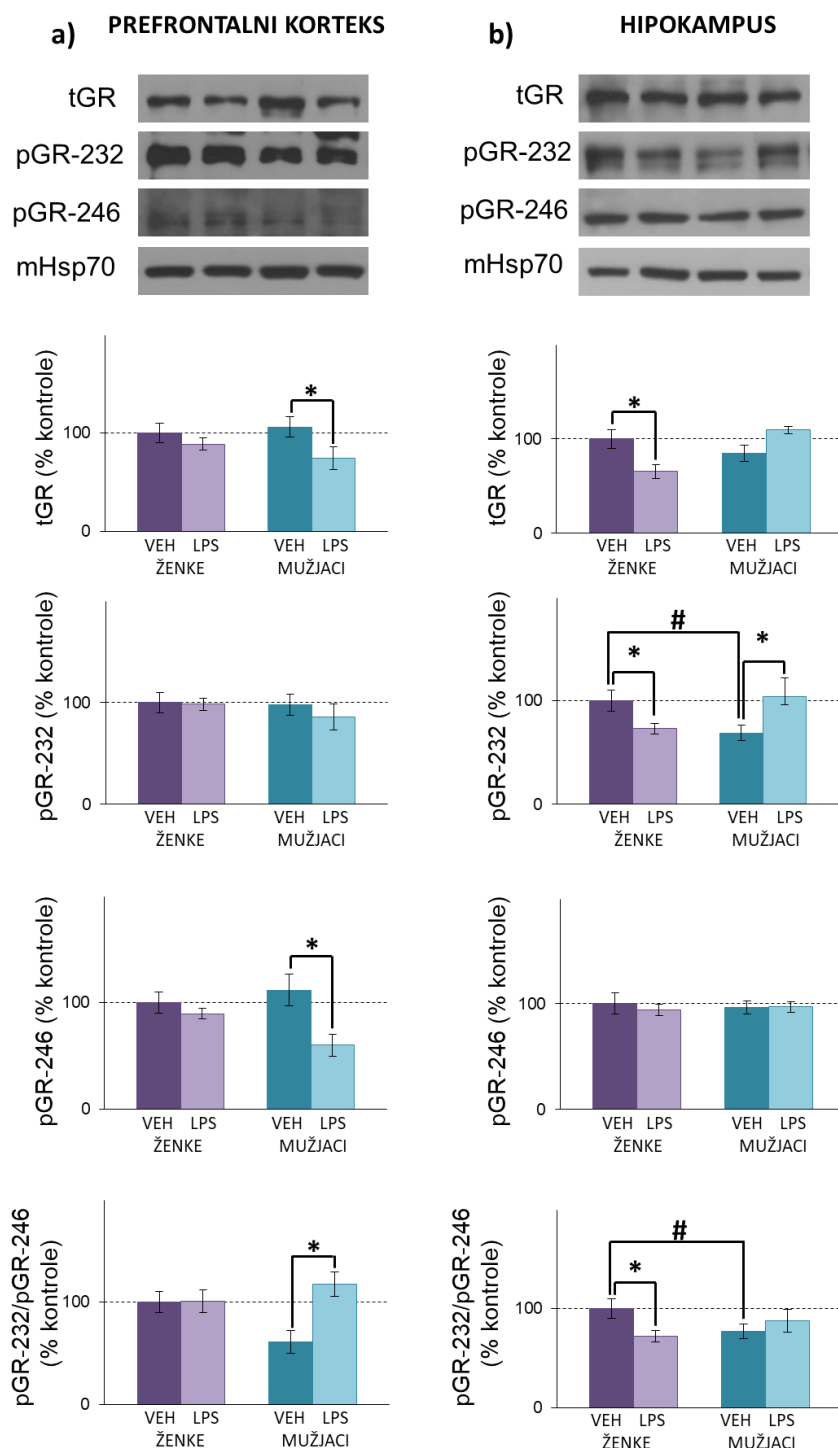 a) PREFRONTALNI KORTEKS
tGR
pGR-232
pGR-246
mHsp70
tGR (% kontrole)
100
*
0
VEH LPS VEH LPS
ŽENKE MUŽJACI
pGR-232 (% kontrole)
100
0
VEH LPS VEH LPS
ŽENKE MUŽJACI
pGR-246 (% kontrole)
*
100
0
VEH LPS VEH LPS
ŽENKE MUŽJACI
pGR-232/pGR-246
(% kontrole)
*
100
0
VEH LPS VEH LPS
ŽENKE MUŽJACI
b) HIPOKAMPUS
tGR
pGR-232
pGR-246
mHsp70
tGR (% kontrole)
*
100
0
VEH LPS VEH LPS
ŽENKE MUŽJACI
pGR-232 (% kontrole)
#
* *
100
0
VEH LPS VEH LPS
ŽENKE MUŽJACI
pGR-246 (% kontrole)
100
0
VEH LPS VEH LPS
ŽENKE MUŽJACI
pGR-232/pGR-246
(% kontrole)
#
*
100
0
VEH LPS VEH LPS
ŽENKE MUŽJACI